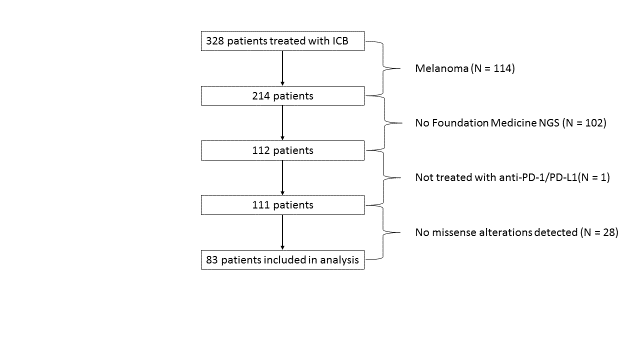 328 patients treated with ICB
Melanoma (N = 114)
214 patients
No Foundation Medicine NGS (N = 102)
112 patients
Not treated with anti-PD-1/PD-L1(N = 1)
111 patients
No missense alterations detected (N = 28)
83 patients included in analysis